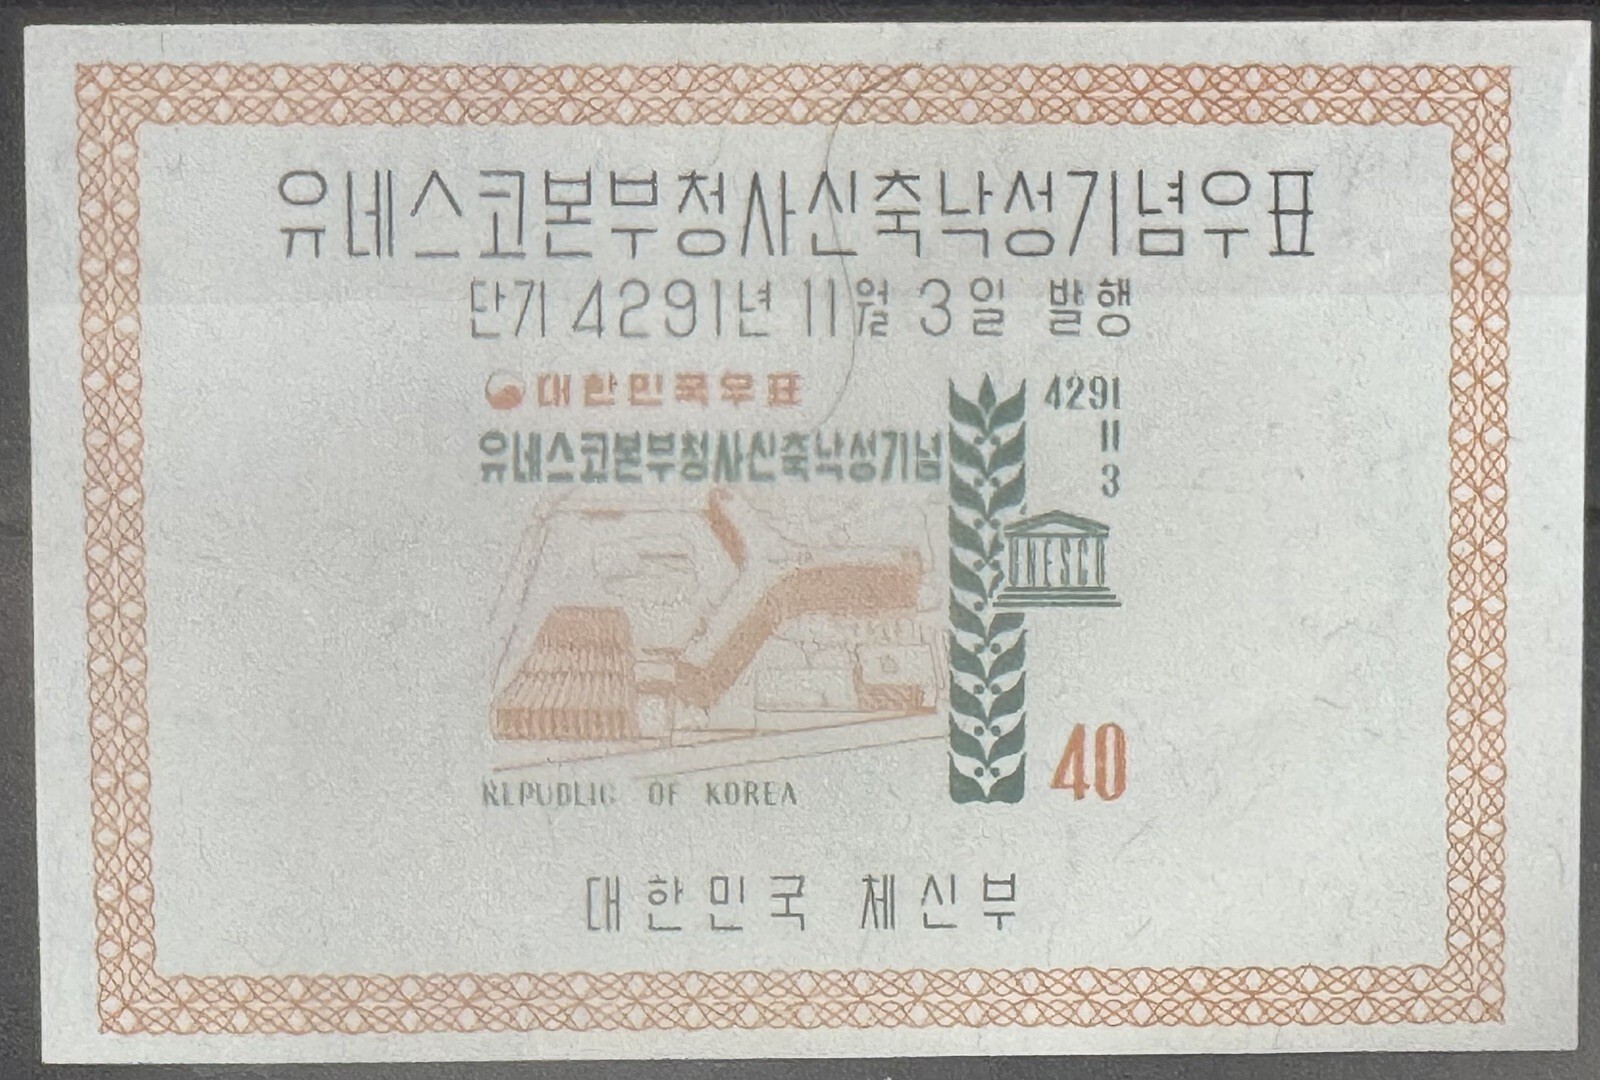 유네스코본부청사신축낙성기념우표
단기 4291년 11월 3일 발행
대한민국우표
유네스코본부청사신축낙성기념
4291
11
3
UNESCO
40
REPUBLIC OF KOREA
대한민국 체신부